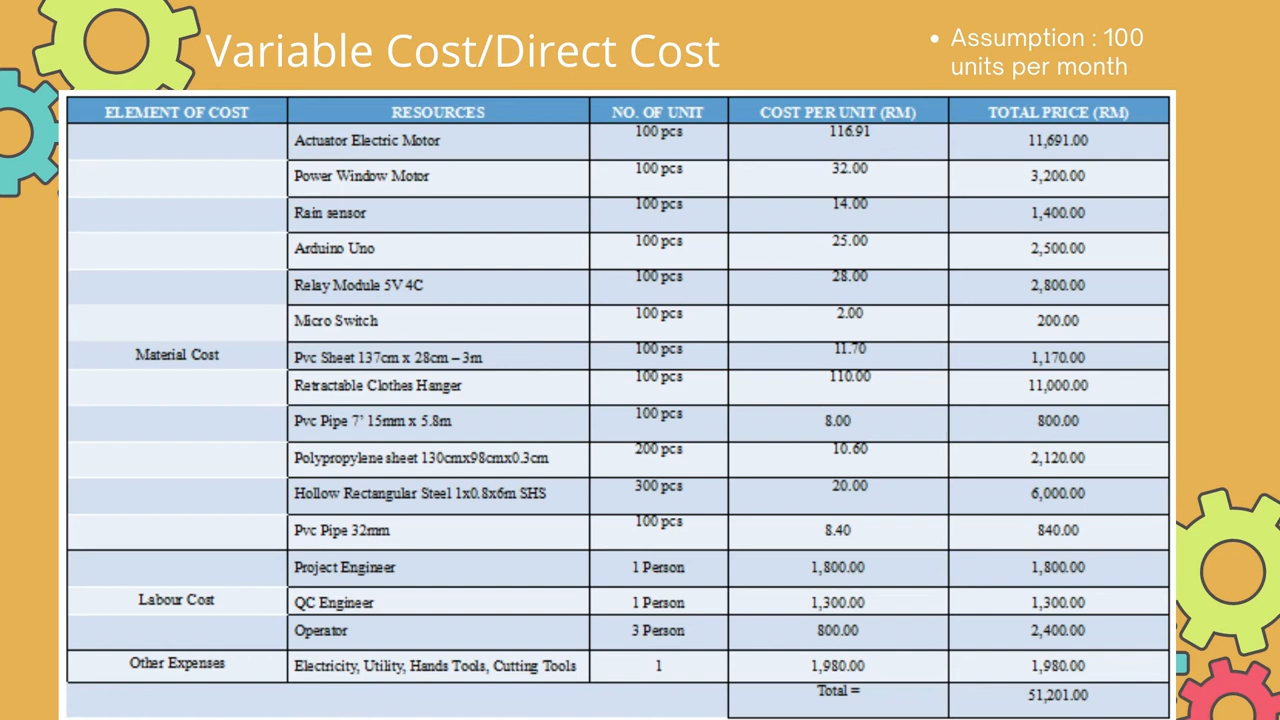 Variable Cost/Direct Cost
• Assumption : 100
units per month
ELEMENT OF COST RESOURCES NO. OF UNIT COST PER UNIT (RM) TOTAL PRICE (RM)
Actuator Electric Motor 100 pcs 116.91 11,691.00
Power Window Motor 100 pcs 32.00 3,200.00
Rain sensor 100 pcs 14.00 1,400.00
Arduino Uno 100 pcs 25.00 2,500.00
Relay Module 5V 4C 100 pcs 28.00 2,800.00
Micro Switch 100 pcs 2.00 200.00
Material Cost Pvc Sheet 137cm x 28cm – 3m 100 pcs 11.70 1,170.00
Retractable Clothes Hanger 100 pcs 110.00 11,000.00
Pvc Pipe 7’ 15mm x 5.8m 100 pcs 8.00 800.00
Polypropylene sheet 130cmx98cmx0.3cm 200 pcs 10.60 2,120.00
Hollow Rectangular Steel 1x0.8x6m SHS 300 pcs 20.00 6,000.00
Pvc Pipe 32mm 100 pcs 8.40 840.00
Project Engineer 1 Person 1,800.00 1,800.00
Labour Cost QC Engineer 1 Person 1,300.00 1,300.00
Operator 3 Person 800.00 2,400.00
Other Expenses Electricity, Utility, Hands Tools, Cutting Tools 1 1,980.00 1,980.00
Total = 51,201.00